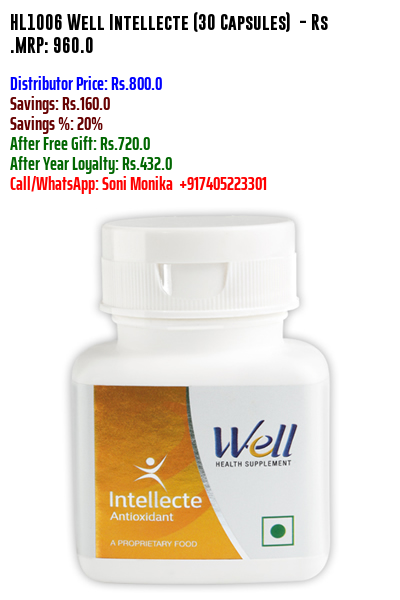 HL1006 Well Intellecte (30 Capsules) - Rs
.MRP: 960.0
Distributor Price: Rs.800.0
Savings: Rs.160.0
Savings %: 20%
After Free Gift: Rs.720.0
After Year Loyalty: Rs.432.0
Call/WhatsApp: Soni Monika +917405223301
Well
HEALTH SUPPLEMENT
Intellecte
Antioxidant
A PROPRIETARY FOOD